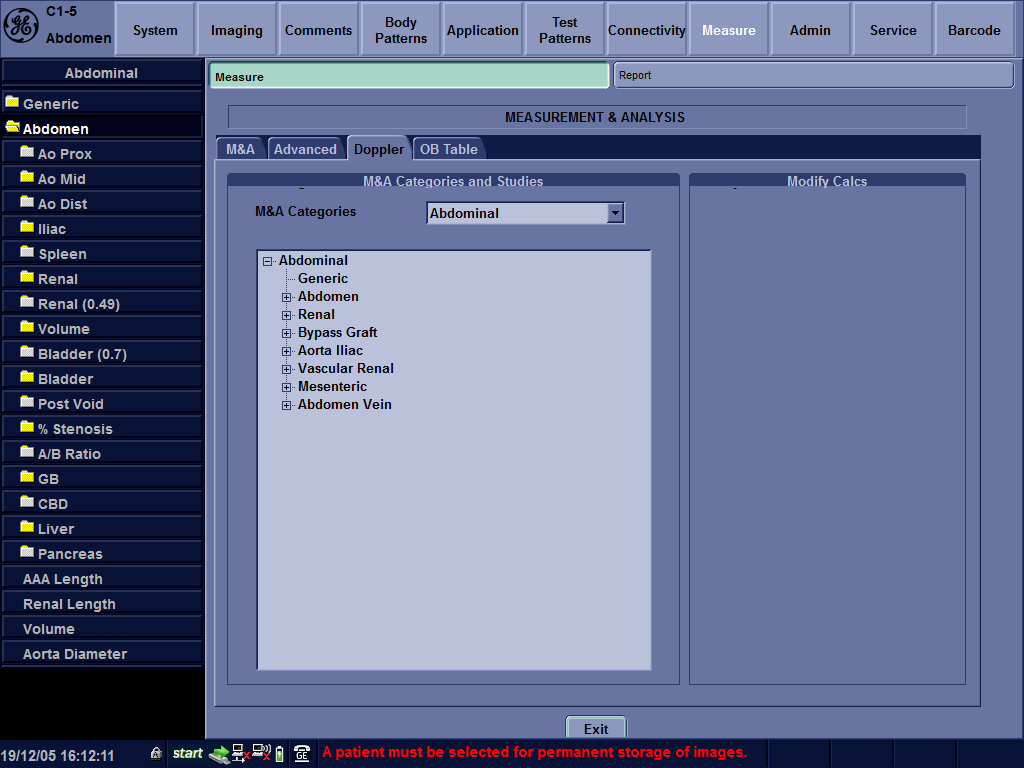 C1-5
Abdomen
System
Imaging
Comments
Body Patterns
Application
Test Patterns
Connectivity
Measure
Admin
Service
Barcode
Abdominal
Generic
Abdomen
Ao Prox
Ao Mid
Ao Dist
Iliac
Spleen
Renal
Renal (0.49)
Volume
Bladder (0.7)
Bladder
Post Void
% Stenosis
A/B Ratio
GB
CBD
Liver
Pancreas
AAA Length
Renal Length
Volume
Aorta Diameter
Measure
Report
MEASUREMENT & ANALYSIS
M&A
Advanced
Doppler
OB Table
M&A Categories and Studies
M&A Categories
Abdominal
Abdominal
Generic
Abdomen
Renal
Bypass Graft
Aorta Iliac
Vascular Renal
Mesenteric
Abdomen Vein
Modify Calcs
Exit
19/12/05 16:12:11
start
GE
A patient must be selected for permanent storage of images.